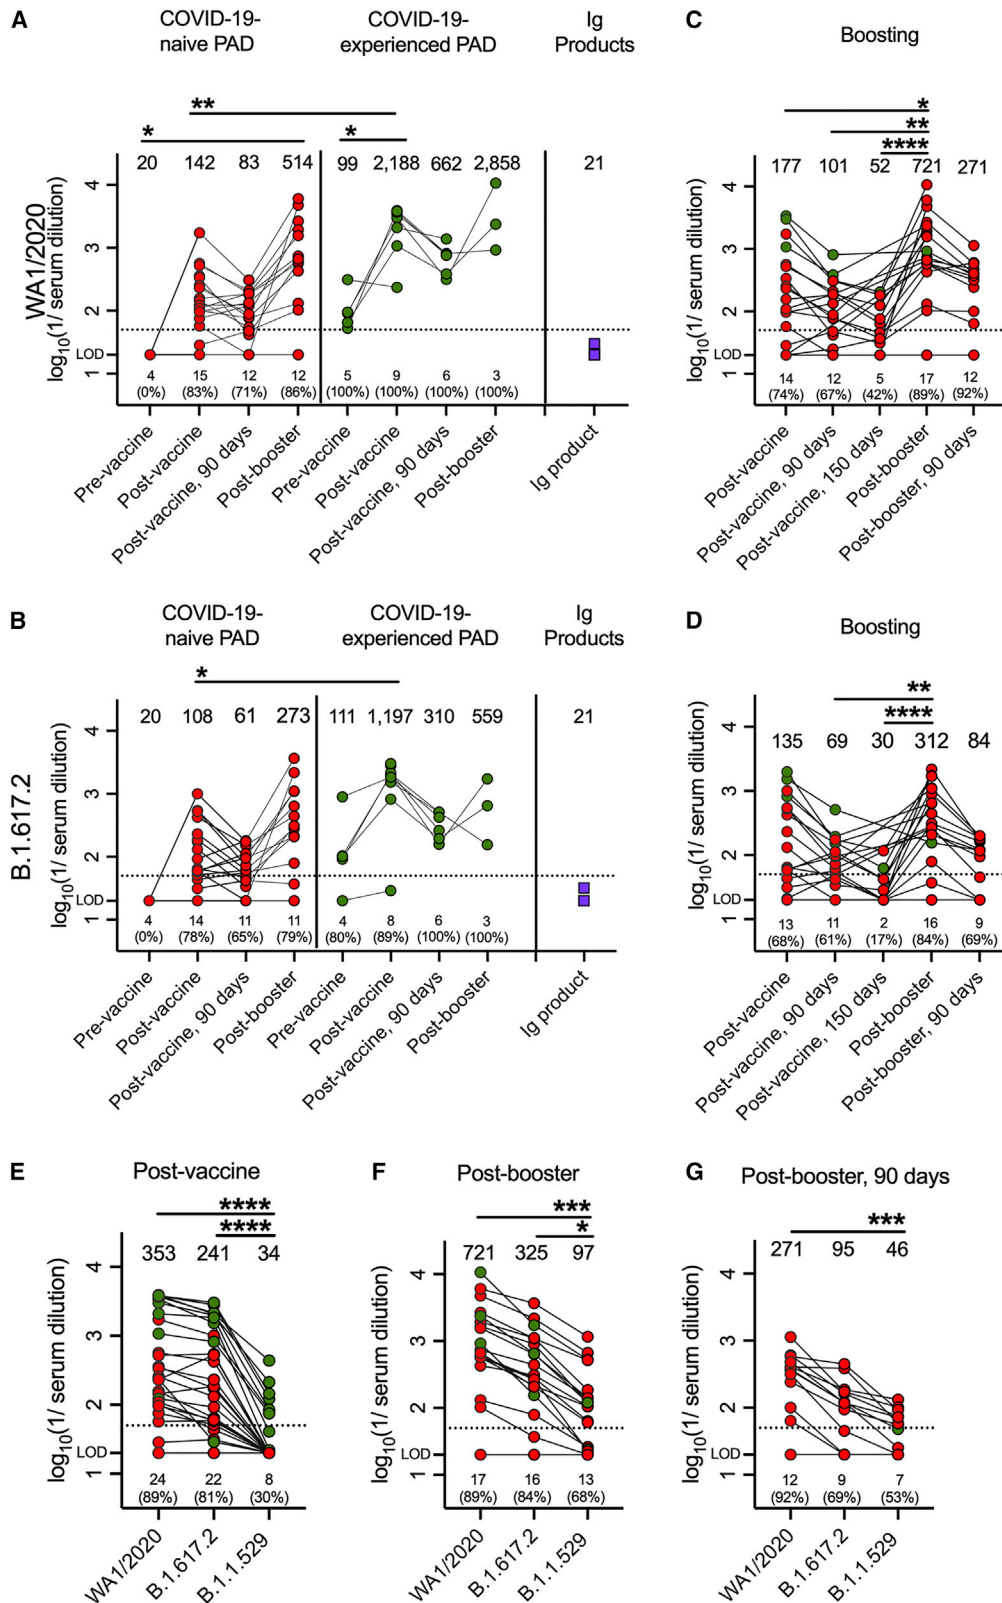 A
COVID-19-
naive PAD
COVID-19-
experienced PAD
Ig
Products
**
*
*
20 142 83 514 99 2,188 662 2,858 21
WA1/2020
log10(1/ serum dilution)
4
3
2
LOD
1
4 15 12 12 5 9 6 3
(0%) (83%) (71%) (86%) (100%) (100%) (100%) (100%)
Pre-vaccine
Post-vaccine
Post-vaccine, 90 days
Post-booster
Pre-vaccine
Post-vaccine
Post-vaccine, 90 days
Post-booster
Ig product
C
Boosting
*
**
****
177 101 52 721 271
log10(1/ serum dilution)
4
3
2
LOD
1
14 12 5 17 12
(74%) (67%) (42%) (89%) (92%)
Post-vaccine
Post-vaccine, 90 days
Post-vaccine, 150 days
Post-booster
Post-booster, 90 days
B
COVID-19-
naive PAD
COVID-19-
experienced PAD
Ig
Products
*
20 108 61 273 111 1,197 310 559 21
B.1.617.2
log10(1/ serum dilution)
4
3
2
LOD
1
4 14 11 11 4 8 6 3
(0%) (78%) (65%) (79%) (80%) (89%) (100%) (100%)
Pre-vaccine
Post-vaccine
Post-vaccine, 90 days
Post-booster
Pre-vaccine
Post-vaccine
Post-vaccine, 90 days
Post-booster
Ig product
D
Boosting
**
****
135 69 30 312 84
log10(1/ serum dilution)
4
3
2
LOD
1
13 11 2 16 9
(68%) (61%) (17%) (84%) (69%)
Post-vaccine
Post-vaccine, 90 days
Post-vaccine, 150 days
Post-booster
Post-booster, 90 days
E
Post-vaccine
****
****
353 241 34
log10(1/ serum dilution)
4
3
2
LOD
1
24 22 8
(89%) (81%) (30%)
WA1/2020
B.1.617.2
B.1.1.529
F
Post-booster
***
*
721 325 97
log10(1/ serum dilution)
4
3
2
LOD
1
17 16 13
(89%) (84%) (68%)
WA1/2020
B.1.617.2
B.1.1.529
G
Post-booster, 90 days
***
271 95 46
log10(1/ serum dilution)
4
3
2
LOD
1
12 9 7
(92%) (69%) (53%)
WA1/2020
B.1.617.2
B.1.1.529